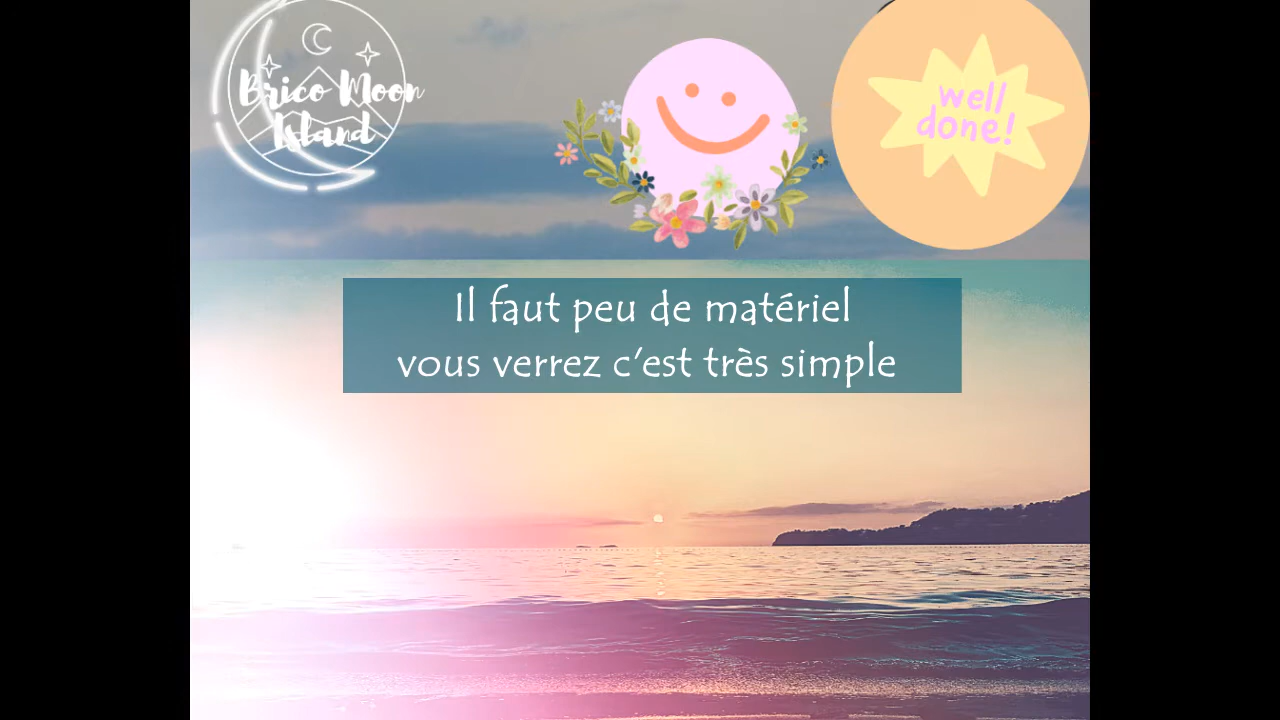 Brico Moon
Island
well
done!
Il faut peu de matériel
vous verrez c'est très simple